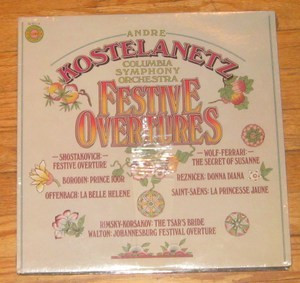 ANDRE
KOSTELANETZ
COLUMBIA
SYMPHONY
ORCHESTRA
FESTIVE
OVERTURES
—SHOSTAKOVICH—
FESTIVE OVERTURE
BORODIN: PRINCE IGOR
OFFENBACH: LA BELLE HELENE
—WOLF-FERRARI—
THE SECRET OF SUSANNE
REZNICEK: DONNA DIANA
SAINT-SAËNS: LA PRINCESSE JAUNE
RIMSKY-KORSAKOV: THE TSAR'S BRIDE
WALTON: JOHANNESBURG FESTIVAL OVERTURE